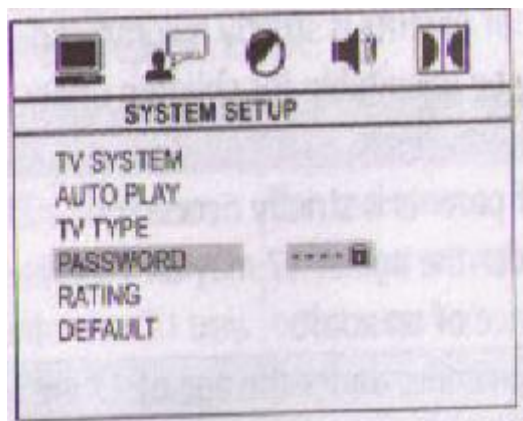 SYSTEM SETUP
TV SYSTEM
AUTO PLAY
TV TYPE
PASSWORD - - - -
RATING
DEFAULT